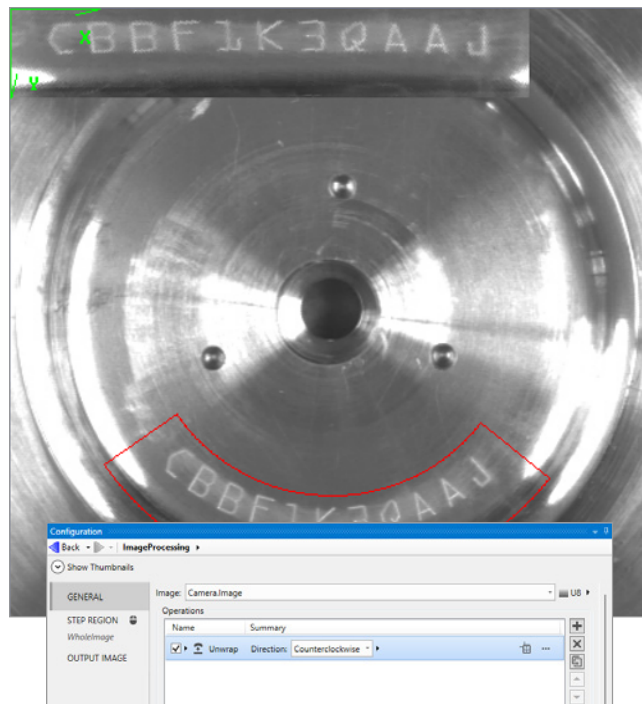 CBBF1K3QAAJ
X
Y
CBBF1K3QAAJ
Configuration
Back ImageProcessing
Show Thumbnails
GENERAL
STEP REGION
WholeImage
OUTPUT IMAGE
Image: Camera.Image U8
Operations
Name Summary
Unwrap Direction: Counterclockwise